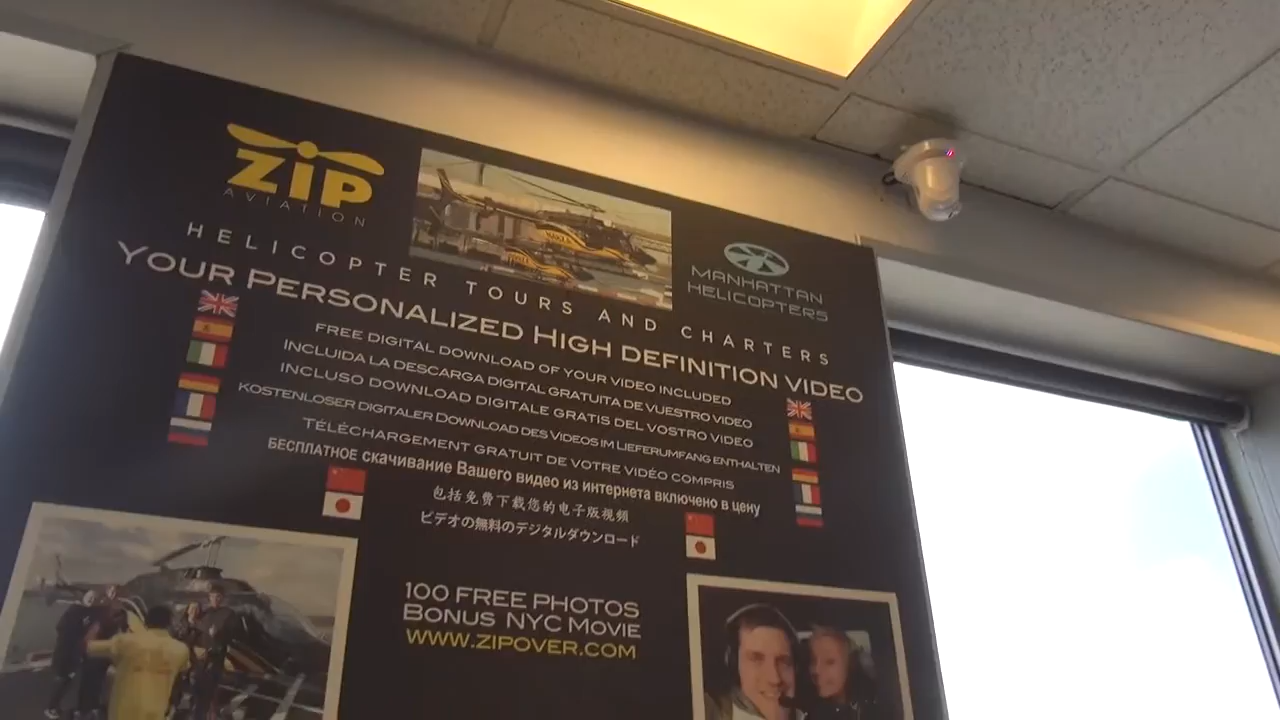 ZIP
AVIATION
MANHATTAN
HELICOPTERS
HELICOPTER TOURS AND CHARTERS
YOUR PERSONALIZED HIGH DEFINITION VIDEO
FREE DIGITAL DOWNLOAD OF YOUR VIDEO INCLUDED
INCLUIDA LA DESCARGA DIGITAL GRATUITA DE VUESTRO VIDEO
INCLUSO DOWNLOAD DIGITALE GRATIS DEL VOSTRO VIDEO
KOSTENLOSER DIGITALER DOWNLOAD DES VIDEOS IM LIEFERUMFANG ENTHALTEN
TÉLÉCHARGEMENT GRATUIT DE VOTRE VIDÉO COMPRIS
БЕСПЛАТНОЕ скачивание Вашего видео из интернета включено в цену
包括免费下载您的电子版视频
ビデオの無料のデジタルダウンロード
100 FREE PHOTOS
BONUS NYC MOVIE
WWW.ZIPOVER.COM